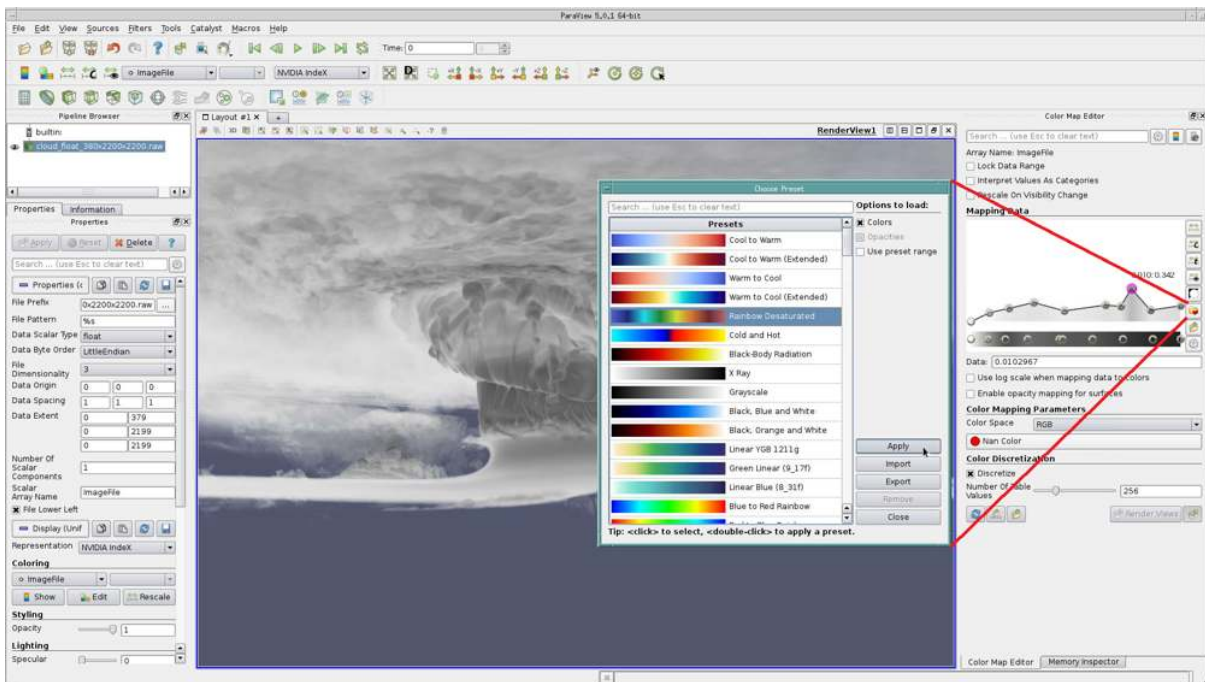 ParaView 5.0.1 64-bit
File Edit View Sources Filters Tools Catalyst Macros Help
Time: 0
ImageFile
NVIDIA IndeX
Pipeline Browser
builtin:
cloud_float_380x2200x2200.raw
Properties Information
Properties
Apply Reset Delete ?
Search ... (use Esc to clear text)
Properties (c
File Prefix 0x2200x2200.raw ...
File Pattern %s
Data Scalar Type float
Data Byte Order LittleEndian
File Dimensionality 3
Data Origin 0 0 0
Data Spacing 1 1 1
Data Extent 0 379
0 2199
0 2199
Number Of
Scalar
Components 1
Scalar
Array Name ImageFile
File Lower Left
Display (Unif
Representation NVIDIA IndeX
Coloring
ImageFile
Show Edit Rescale
Styling
Opacity 1
Lighting
Specular 0
Layout #1
3D
RenderView1
Choose Preset
Search ... (use Esc to clear text)
Presets
Cool to Warm
Cool to Warm (Extended)
Warm to Cool
Warm to Cool (Extended)
Rainbow Desaturated
Cold and Hot
Black-Body Radiation
X Ray
Grayscale
Black, Blue and White
Black, Orange and White
Linear YGB 1211g
Green Linear (9_17f)
Linear Blue (8_31f)
Blue to Red Rainbow
Options to load:
Colors
Opacities
Use preset range
Apply
Import
Export
Remove
Close
Tip: <click> to select, <double-click> to apply a preset.
Color Map Editor
Search ... (use Esc to clear text)
Array Name: ImageFile
Lock Data Range
Interpret Values As Categories
Rescale On Visibility Change
Mapping Data
Data: 0.0102967
Use log scale when mapping data to colors
Enable opacity mapping for surfaces
Color Mapping Parameters
Color Space RGB
Nan Color
Color Discretization
Discretize
Number Of Table
Values 256
Render Views
Color Map Editor Memory Inspector